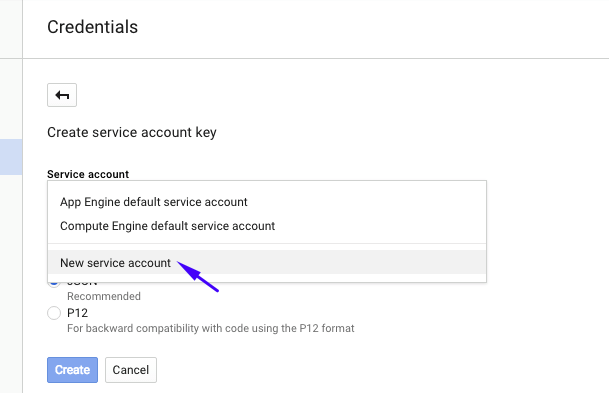 Credentials
Create service account key
Service account
App Engine default service account
Compute Engine default service account
New service account
Recommended
P12
For backward compatibility with code using the P12 format
Create
Cancel